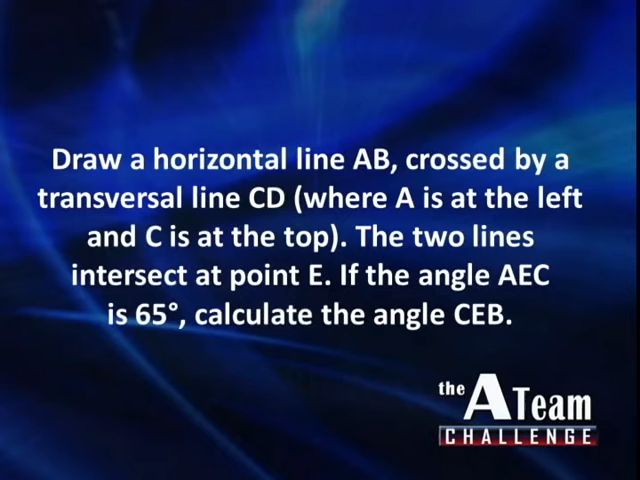 Draw a horizontal line AB, crossed by a
transversal line CD (where A is at the left
and C is at the top). The two lines
intersect at point E. If the angle AEC
is 65°, calculate the angle CEB.
the A Team
CHALLENGE